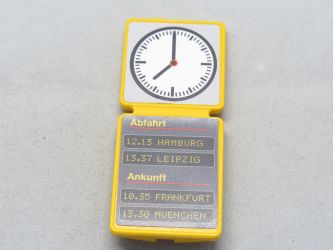 Abfahrt
12.13 HAMBURG
13.37 LEIPZIG
Ankunft
10.35 FRANKFURT
13.30 MUENCHEN